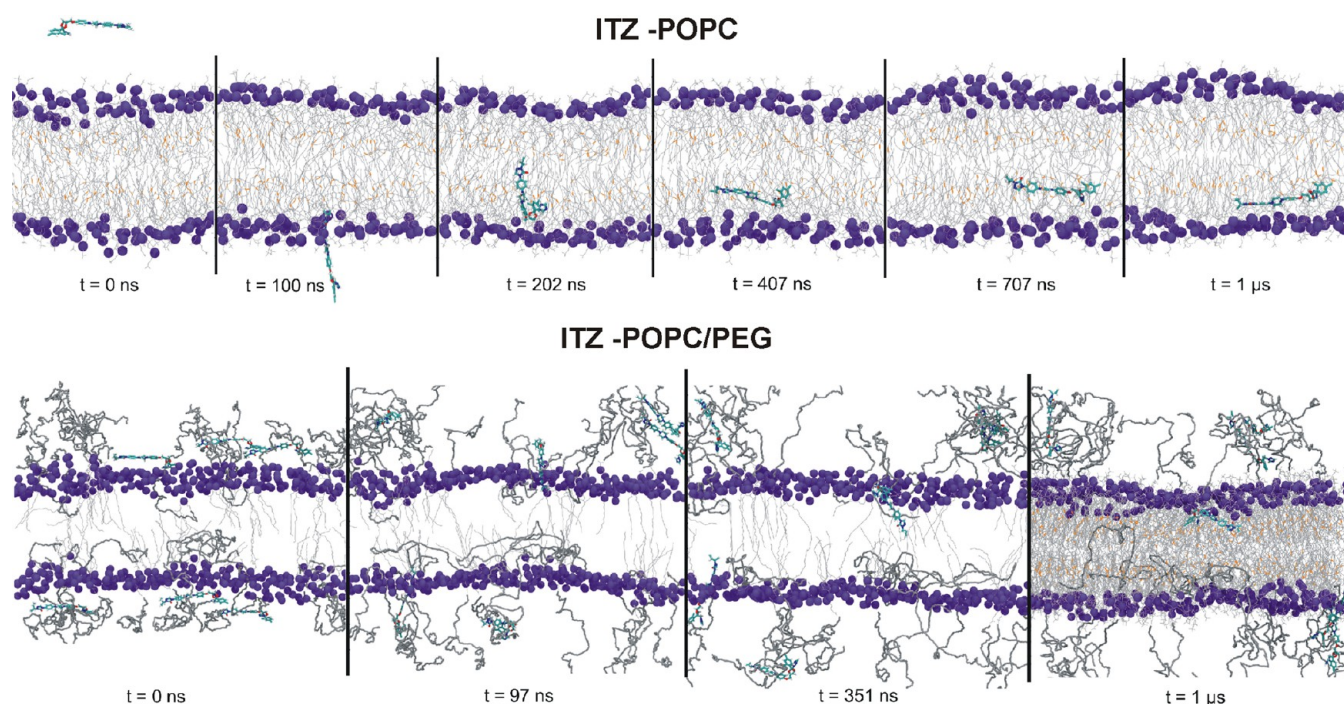 ITZ -POPC
t = 0 ns
t = 100 ns
t = 202 ns
t = 407 ns
t = 707 ns
t = 1 µs
ITZ -POPC/PEG
t = 0 ns
t = 97 ns
t = 351 ns
t = 1 µs